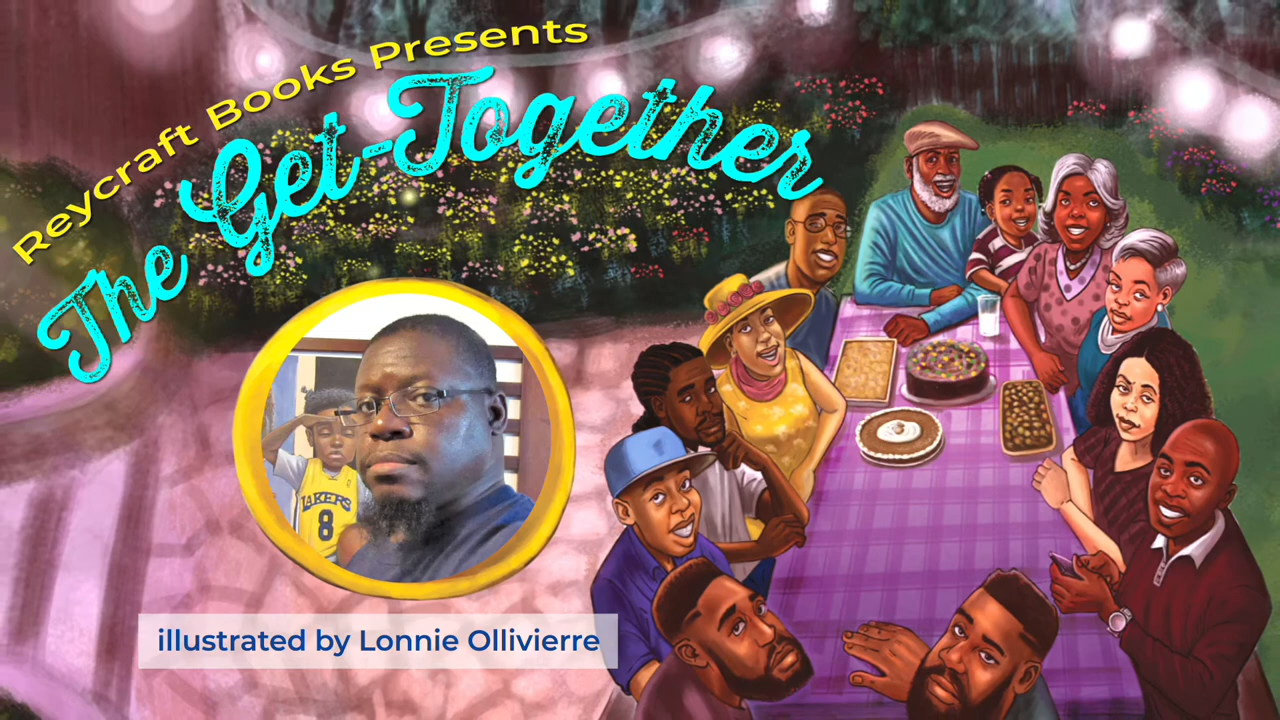 Reycraft Books Presents
The Get-Together
LAKERS
8
illustrated by Lonnie Ollivierre